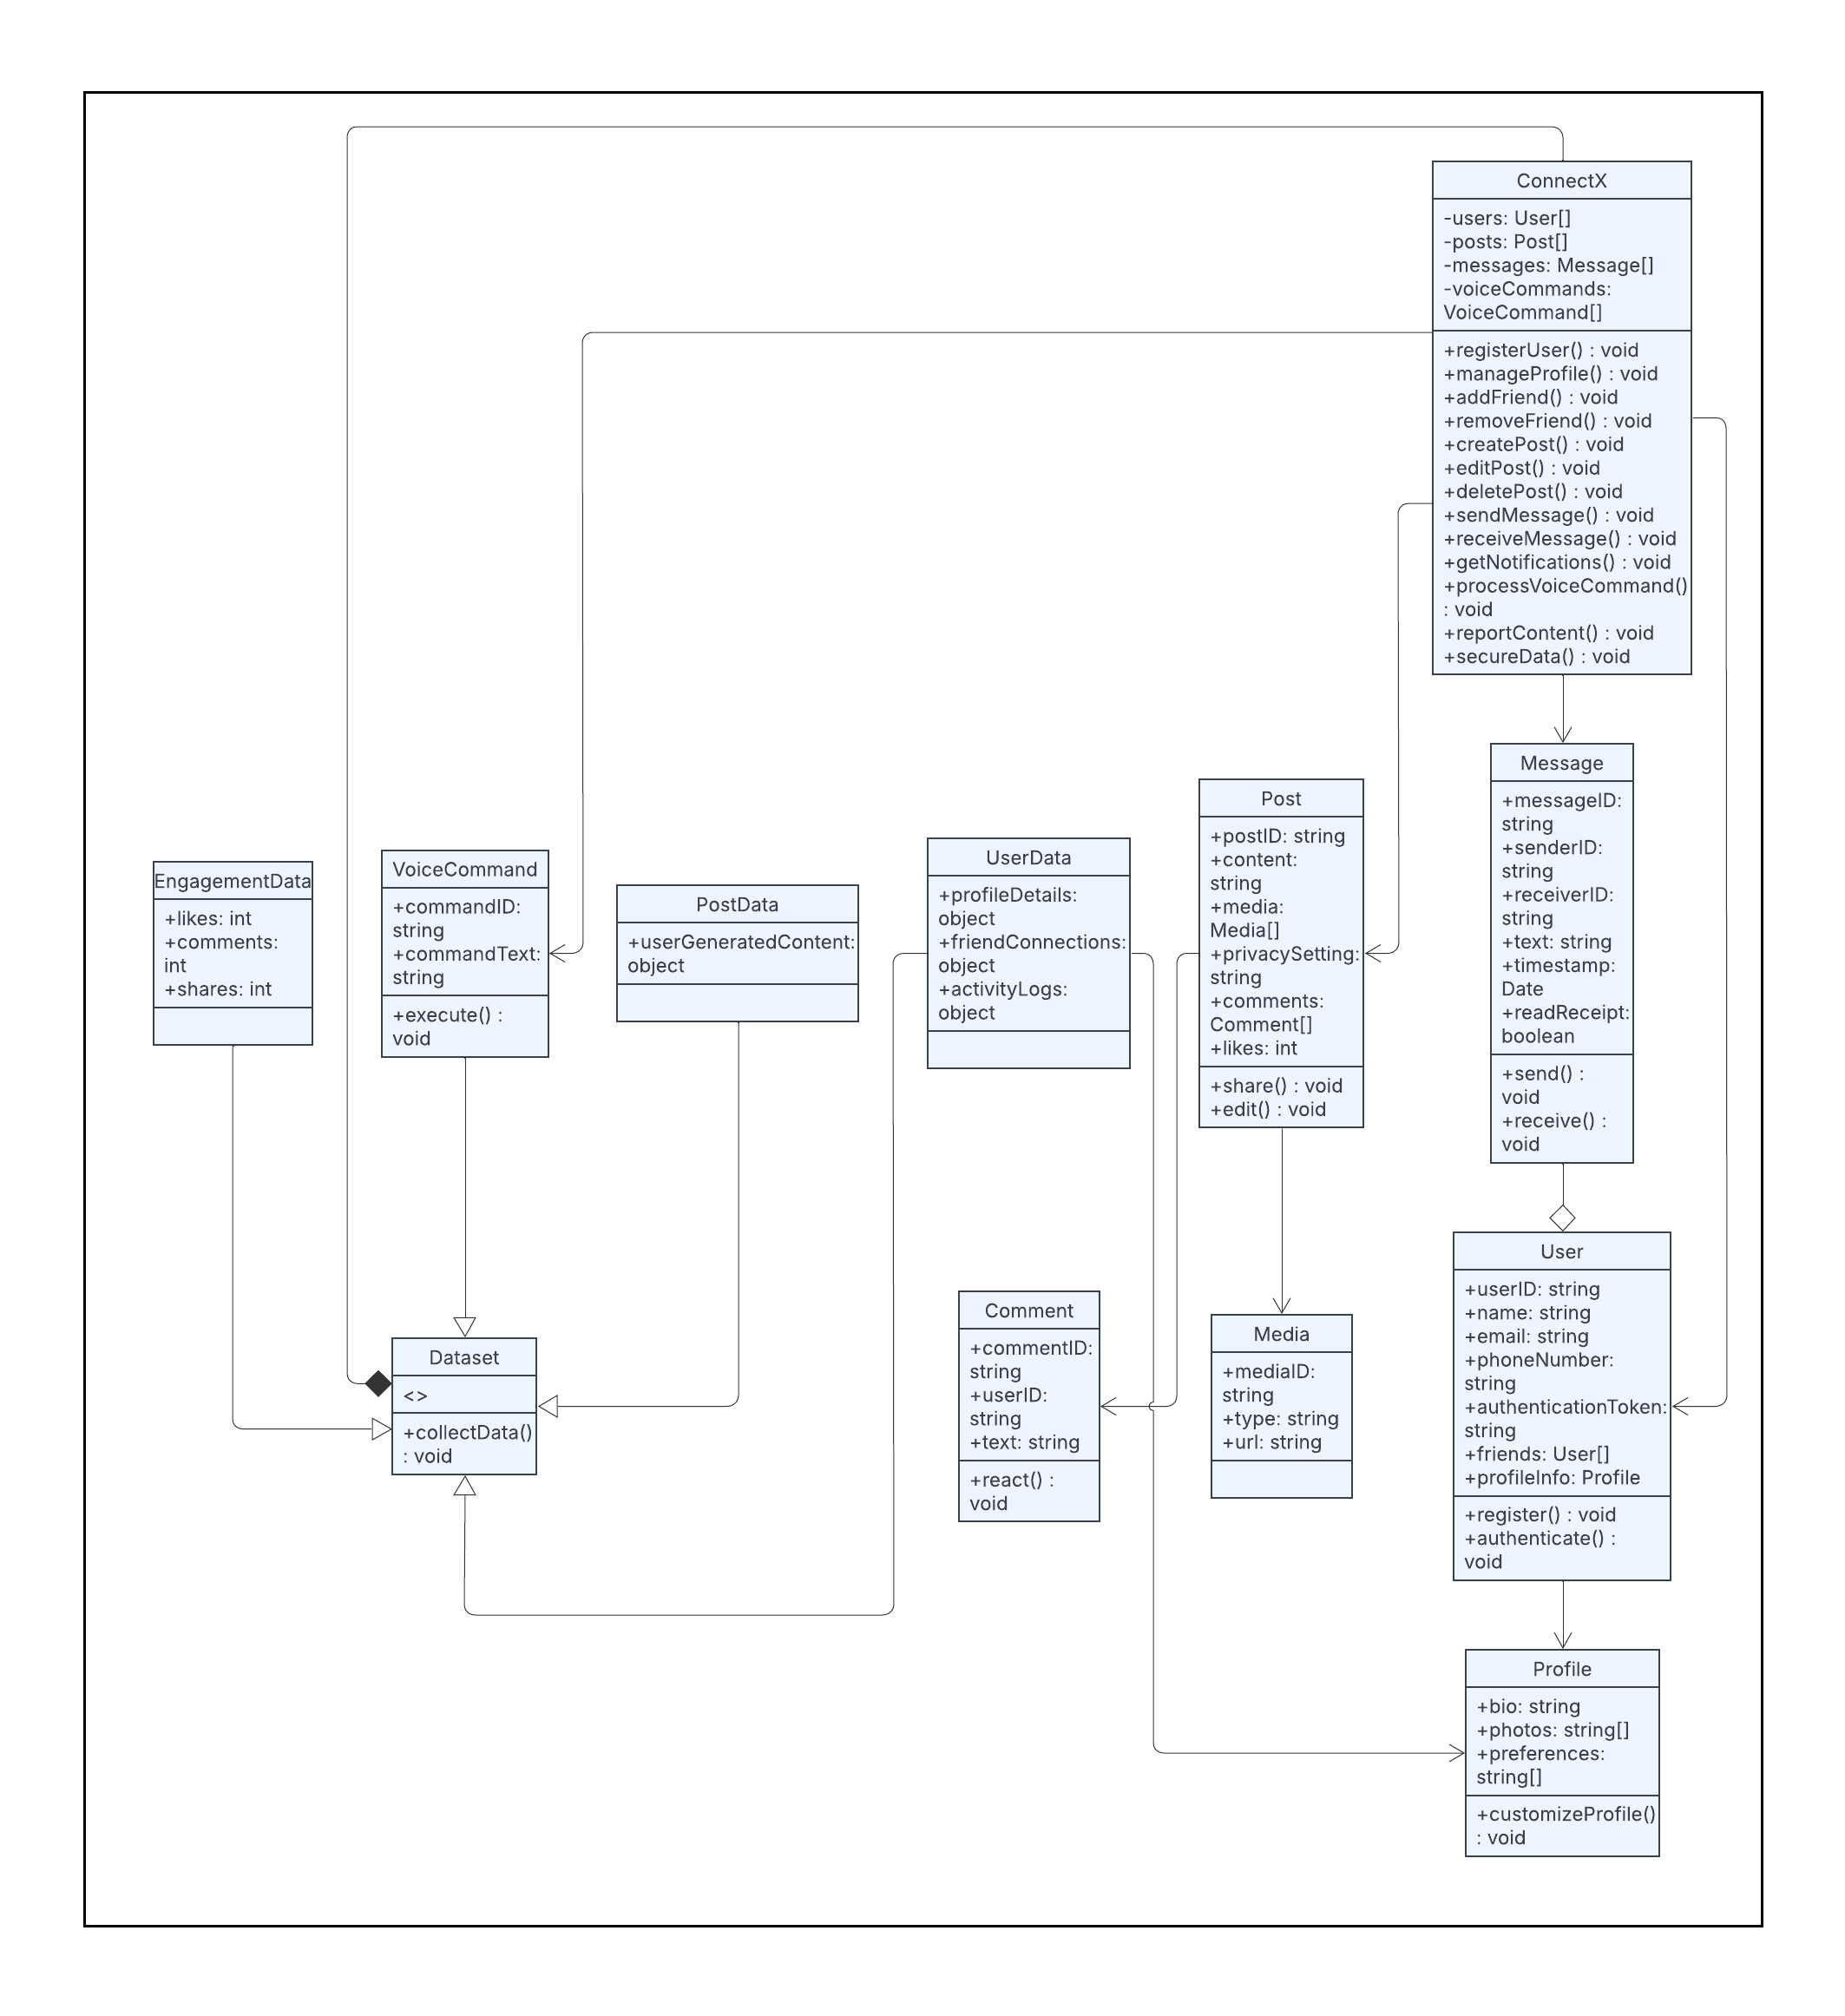 ConnectX
-users: User[]
-posts: Post[]
-messages: Message[]
-voiceCommands:
VoiceCommand[]
+registerUser() : void
+manageProfile() : void
+addFriend() : void
+removeFriend() : void
+createPost() : void
+editPost() : void
+deletePost() : void
+sendMessage() : void
+receiveMessage() : void
+getNotifications() : void
+processVoiceCommand()
: void
+reportContent() : void
+secureData() : void
Message
+messageID:
string
+senderID:
string
+receiverID:
string
+text: string
+timestamp:
Date
+readReceipt:
boolean
+send() :
void
+receive() :
void
Post
+postID: string
+content:
string
+media:
Media[]
+privacySetting:
string
+comments:
Comment[]
+likes: int
+share() : void
+edit() : void
UserData
+profileDetails:
object
+friendConnections:
object
+activityLogs:
object
PostData
+userGeneratedContent:
object
VoiceCommand
+commandID:
string
+commandText:
string
+execute() :
void
EngagementData
+likes: int
+comments:
int
+shares: int
Dataset
<>
+collectData()
: void
Comment
+commentID:
string
+userID:
string
+text: string
+react() :
void
Media
+mediaID:
string
+type: string
+url: string
User
+userID: string
+name: string
+email: string
+phoneNumber:
string
+authenticationToken:
string
+friends: User[]
+profileInfo: Profile
+register() : void
+authenticate() :
void
Profile
+bio: string
+photos: string[]
+preferences:
string[]
+customizeProfile()
: void